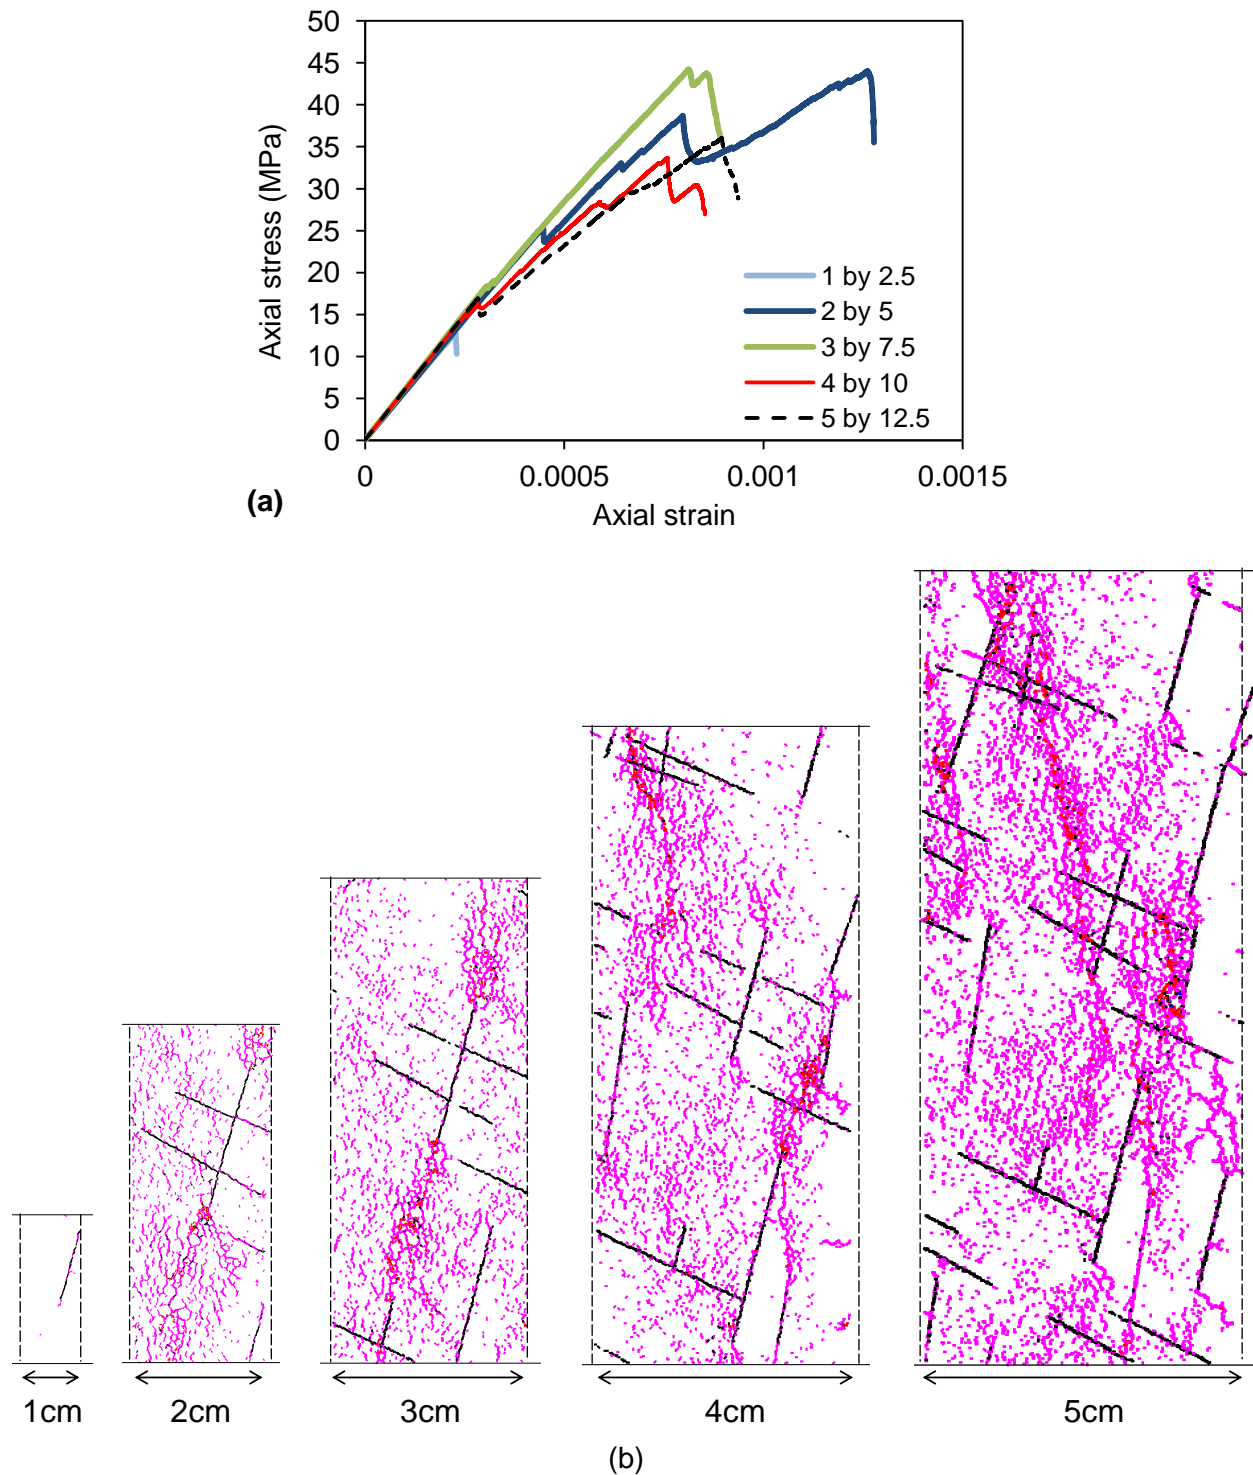 50
45
40
35
30
25
20
15
10
5
0
Axial stress (MPa)
0 0.0005 0.001 0.0015
Axial strain
1 by 2.5
2 by 5
3 by 7.5
4 by 10
5 by 12.5
(a)
1cm 2cm 3cm 4cm 5cm
(b)